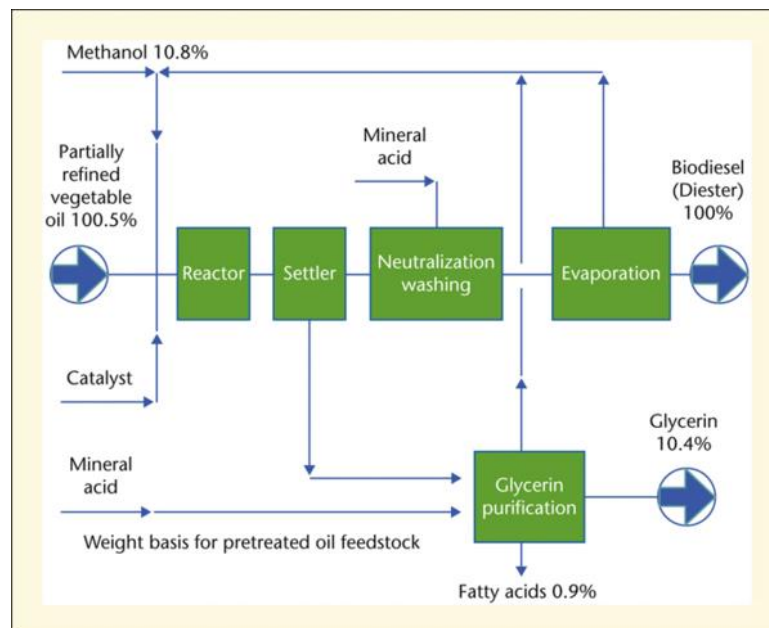 Methanol 10.8%
Mineral
acid
Partially
refined
vegetable
oil 100.5%
Biodiesel
(Diester)
100%
Reactor
Settler
Neutralization
washing
Evaporation
Catalyst
Glycerin
10.4%
Mineral
acid
Glycerin
purification
Weight basis for pretreated oil feedstock
Fatty acids 0.9%